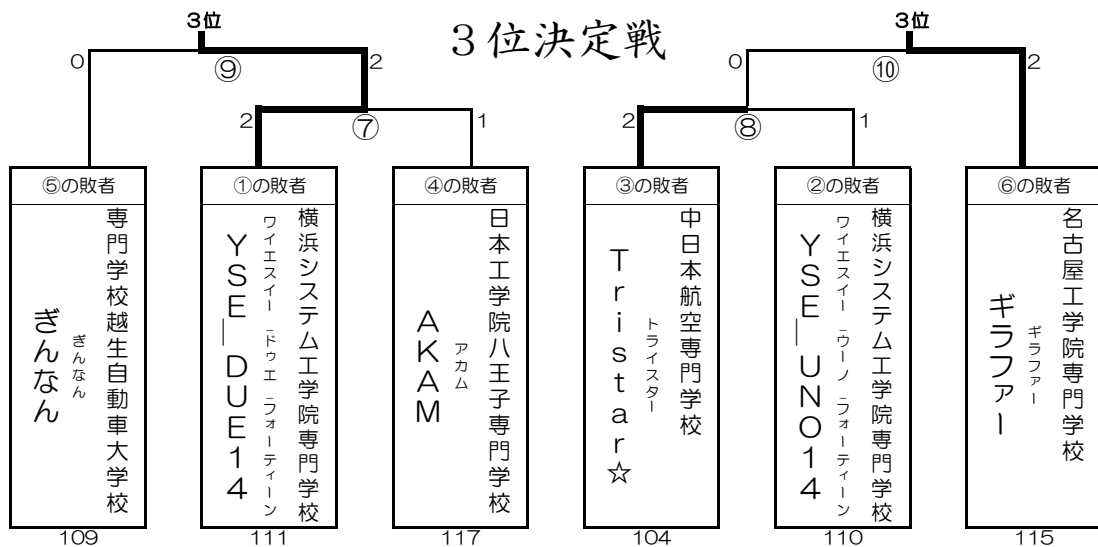 3位決定戦
3位
3位
0
⑨
2
0
⑩
2
2
⑦
1
2
⑧
1
⑤の敗者
専門学校越生自動車大学校
ぎんなん
ぎんなん
109
①の敗者
横浜システム工学院専門学校
ワイエスイー ドゥエ フォーティーン
YSE_DUE14
111
④の敗者
日本工学院八王子専門学校
アカム
AKAM
117
③の敗者
中日本航空専門学校
トライスター
Tristar☆
104
②の敗者
横浜システム工学院専門学校
ワイエスイー ウーノ フォーティーン
YSE_UNO14
110
⑥の敗者
名古屋工学院専門学校
ギラファー
ギラファー
115